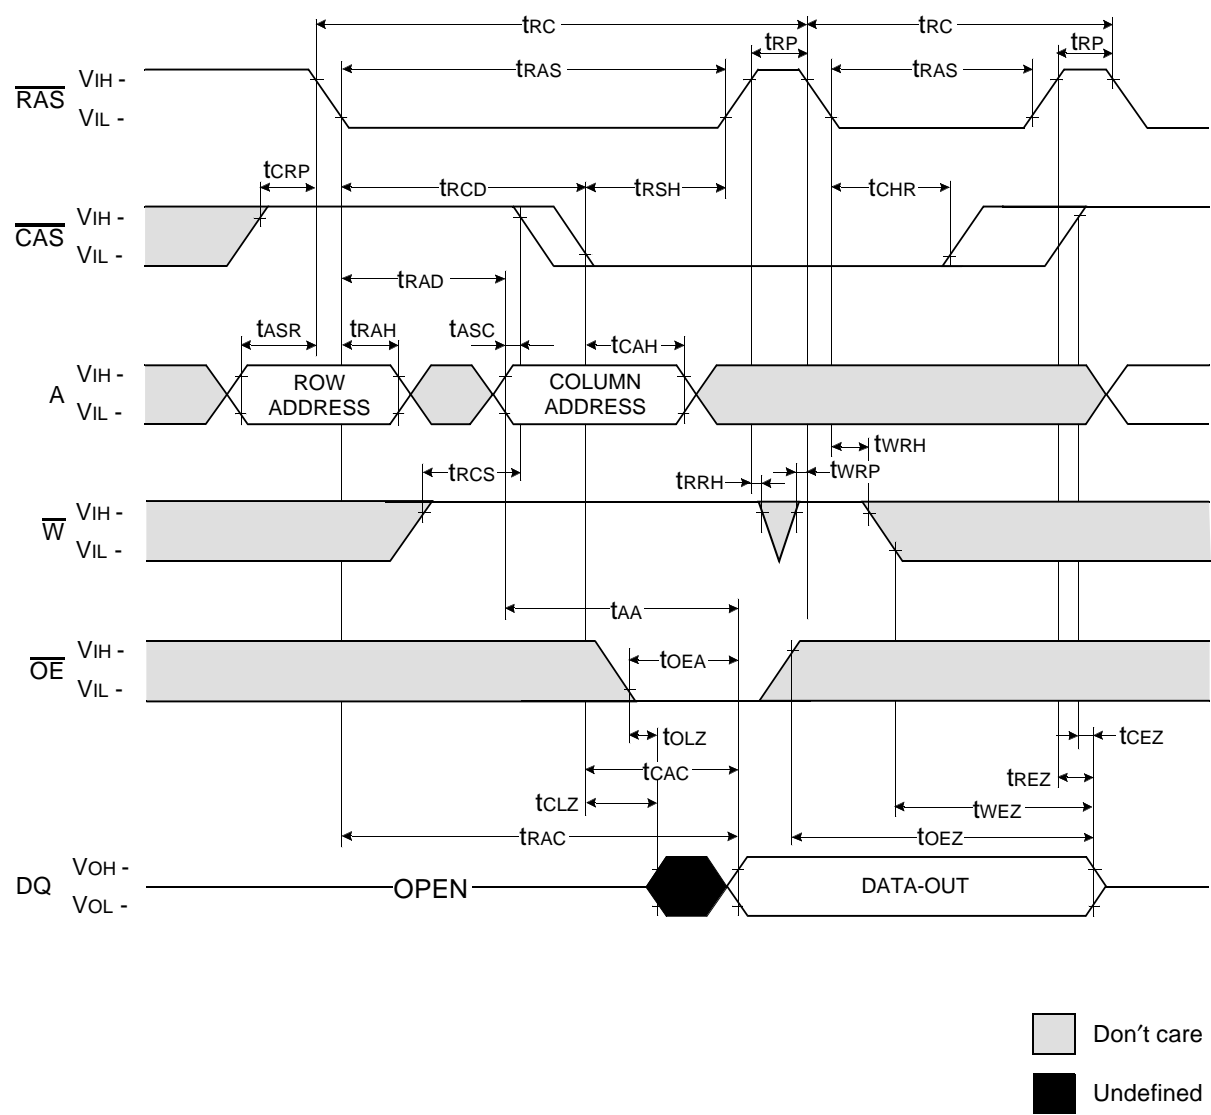 tRC tRC
tRP tRP
tRAS tRAS
RAS VIH -
VIL -
tCRP tRCD tRSH tCHR
CAS VIH -
VIL -
tRAD
tASR tRAH tASC tCAH
A VIH -
VIL -
ROW ADDRESS
COLUMN ADDRESS
tWRH
tRCS tRRH tWRP
W VIH -
VIL -
tAA
OE VIH -
VIL -
tOEA
tOLZ tCEZ
tCAC tREZ
tCLZ tWEZ
tRAC tOEZ
DQ VOH -
VOL -
OPEN DATA-OUT
Don′t care
Undefined